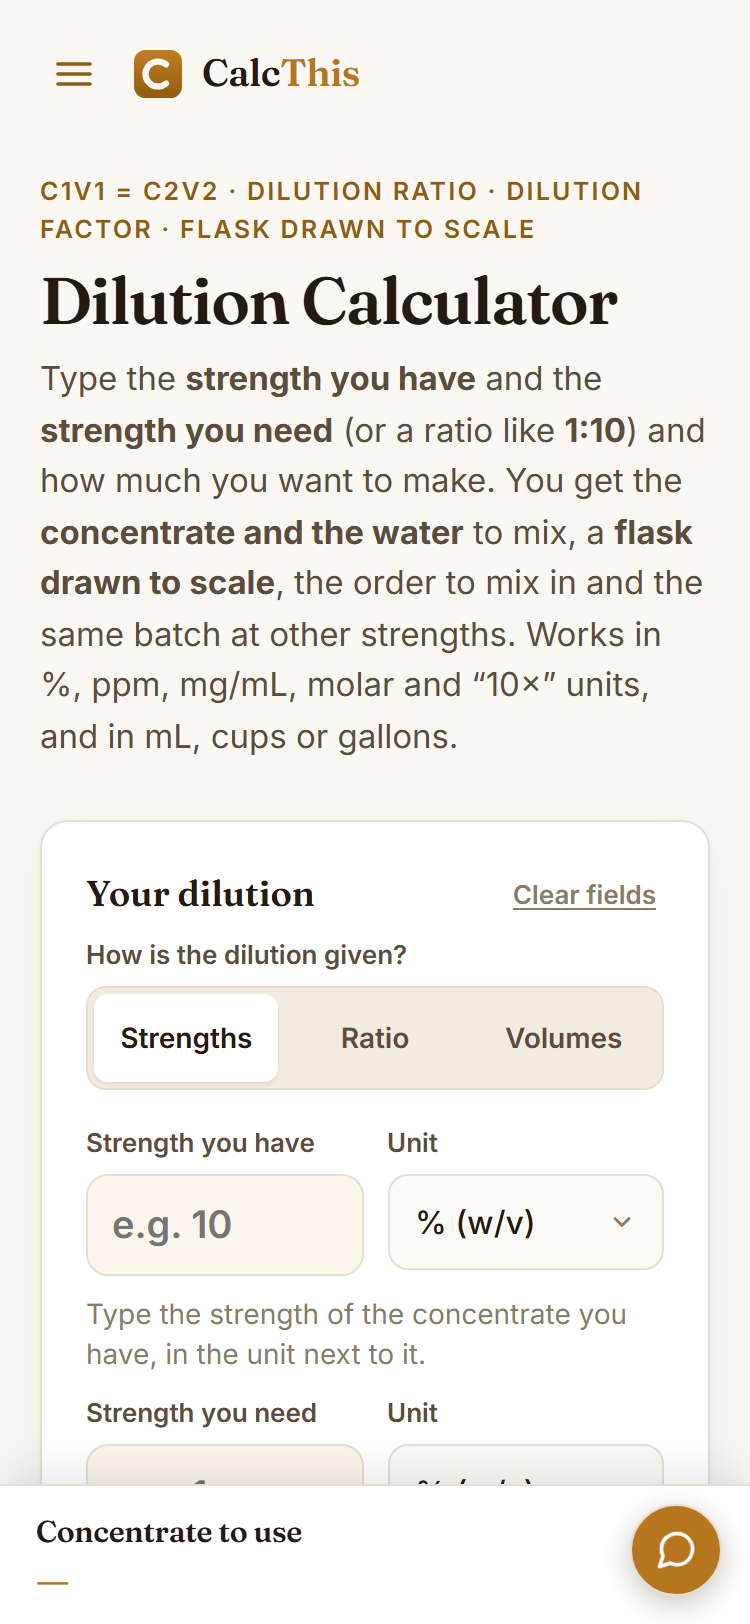 CalcThis
C1V1 = C2V2 · DILUTION RATIO · DILUTION
FACTOR · FLASK DRAWN TO SCALE
Dilution Calculator
Type the strength you have and the
strength you need (or a ratio like 1:10) and
how much you want to make. You get the
concentrate and the water to mix, a flask
drawn to scale, the order to mix in and the
same batch at other strengths. Works in
%, ppm, mg/mL, molar and “10×” units,
and in mL, cups or gallons.
Your dilution Clear fields
How is the dilution given?
Strengths Ratio Volumes
Strength you have Unit
e.g. 10 % (w/v)
Type the strength of the concentrate you
have, in the unit next to it.
Strength you need Unit
Concentrate to use
—